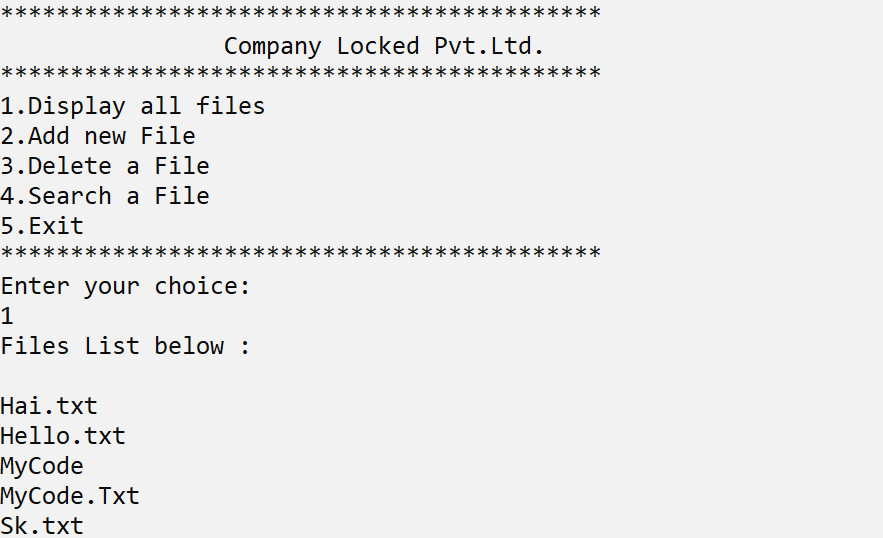 *******************************************
Company Locked Pvt.Ltd.
*******************************************
1.Display all files
2.Add new File
3.Delete a File
4.Search a File
5.Exit
*******************************************
Enter your choice:
1
Files List below :
Hai.txt
Hello.txt
MyCode
MyCode.Txt
Sk.txt